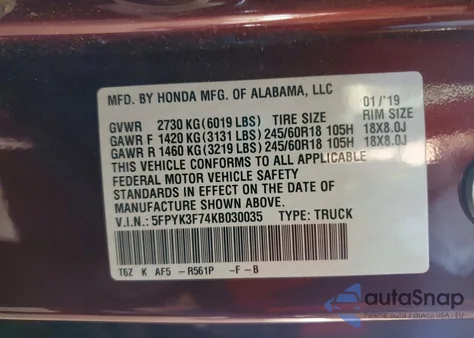 MFD. BY HONDA MFG. OF ALABAMA, LLC
01/'19
GVWR 2730 KG (6019 LBS) TIRE SIZE RIM SIZE
GAWR F 1420 KG (3131 LBS) 245/60R18 105H 18X8.0J
GAWR R 1460 KG (3219 LBS) 245/60R18 105H 18X8.0J
THIS VEHICLE CONFORMS TO ALL APPLICABLE
FEDERAL MOTOR VEHICLE SAFETY
STANDARDS IN EFFECT ON THE DATE OF
MANUFACTURE SHOWN ABOVE.
V.I.N.: 5FPYK3F74KB030035 TYPE: TRUCK
T6Z K AF5 -R561P -F-B
autoSnap
USA i EU